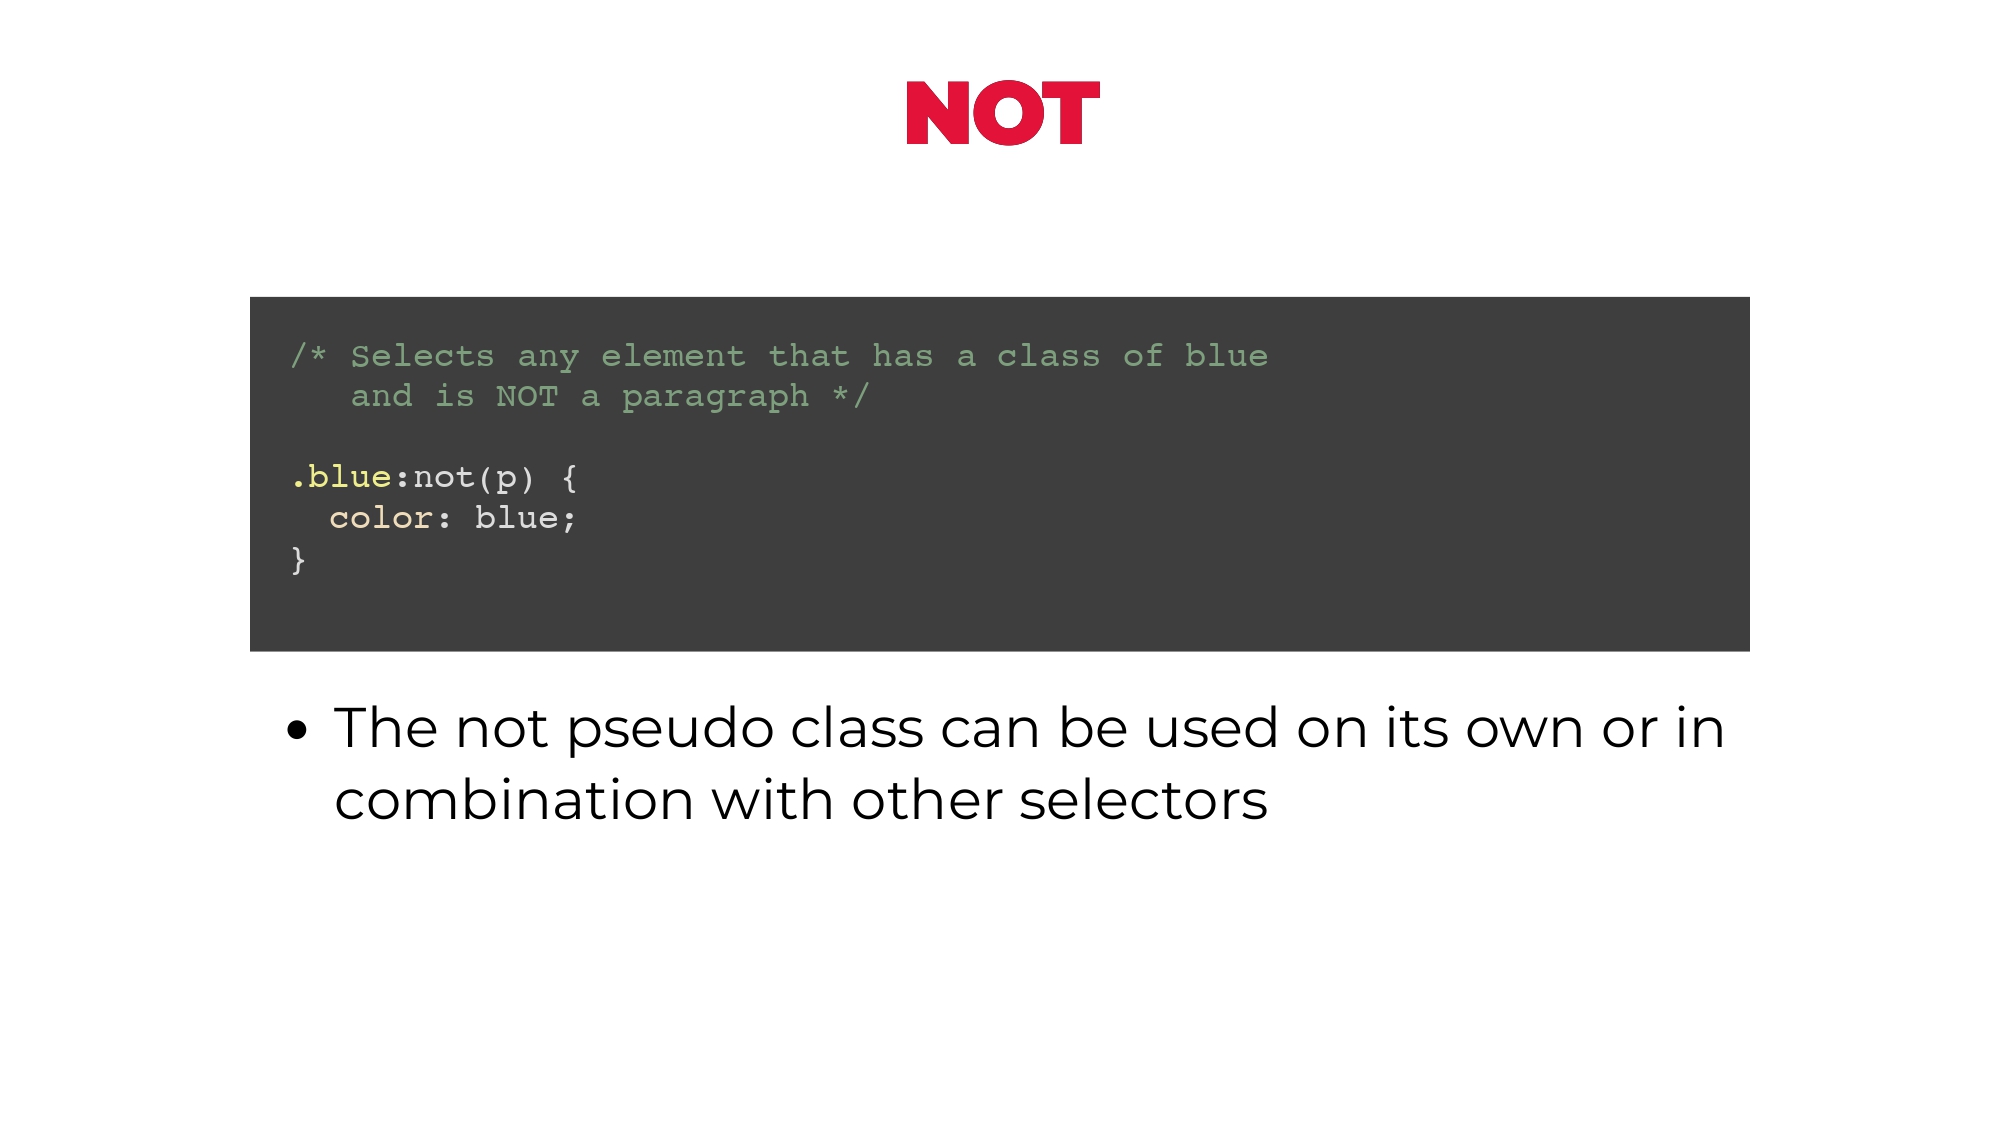 NOT
/* Selects any element that has a class of blue
   and is NOT a paragraph */
.blue:not(p) {
  color: blue;
}
• The not pseudo class can be used on its own or in
combination with other selectors